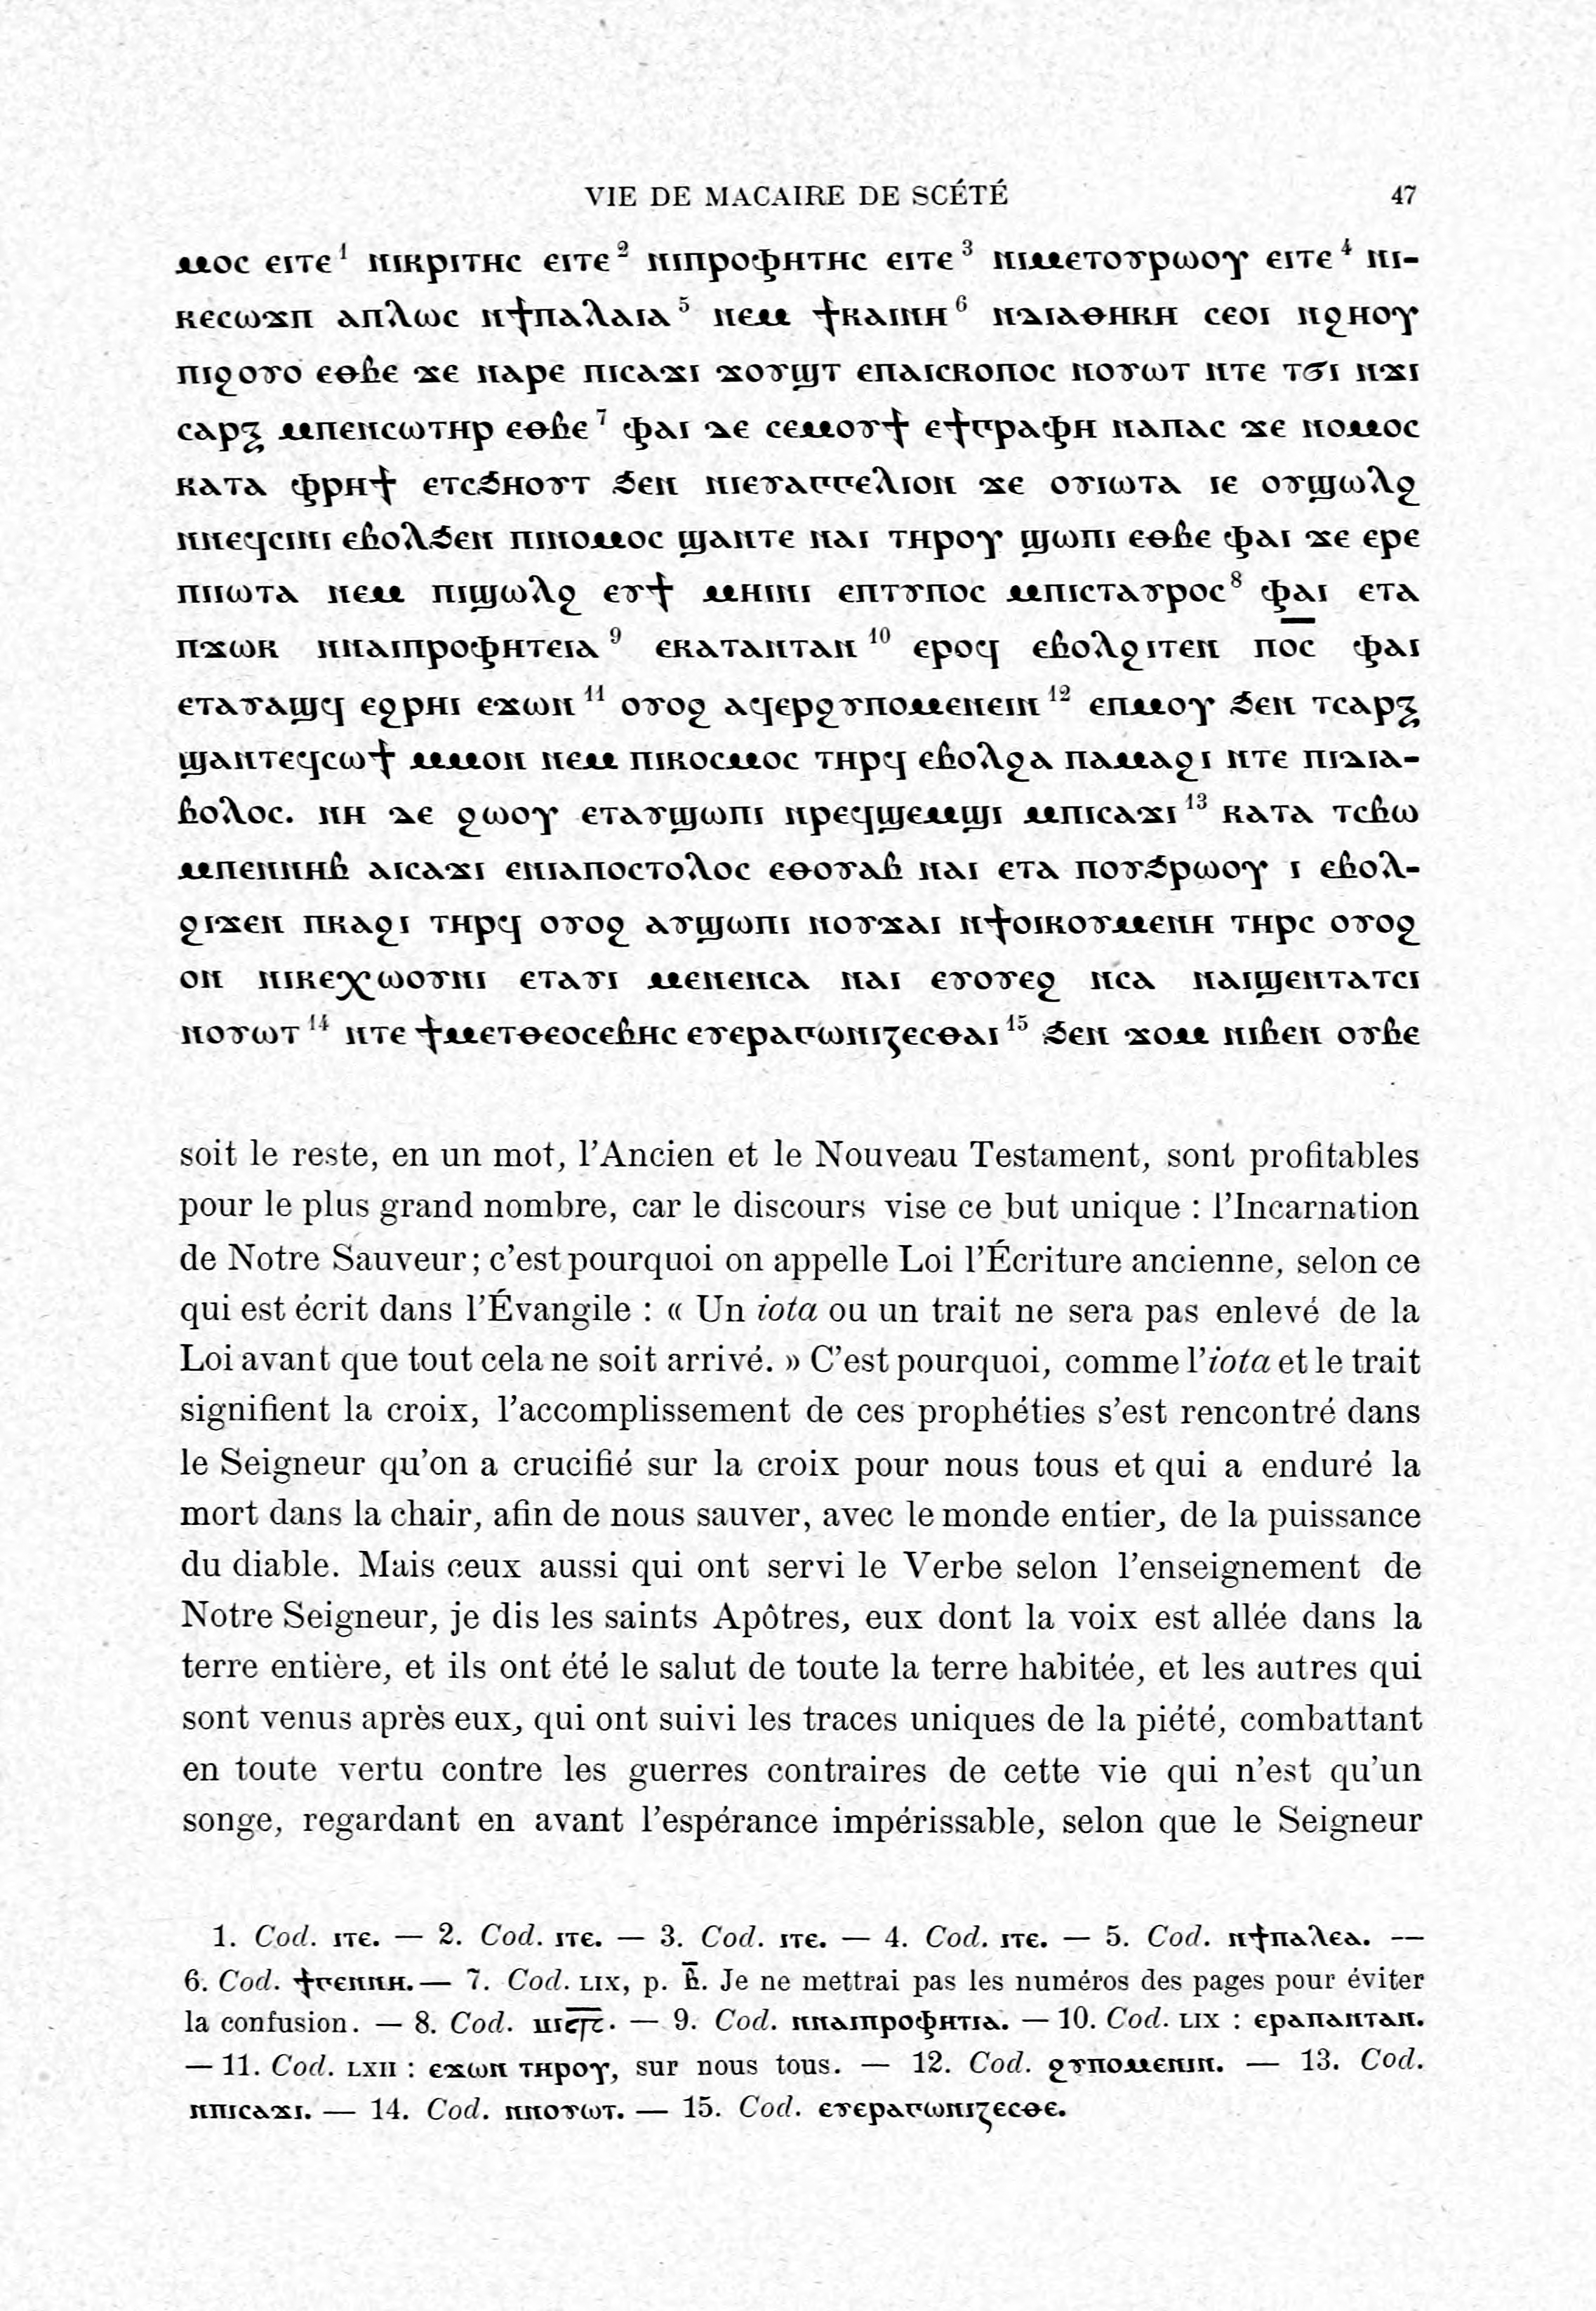 VIE DE MACAIRE DE SCÉTÉ 47
ⲙⲟⲥ ⲉⲓⲧⲉ¹ ⲛⲓⲕⲣⲓⲧⲏⲥ ⲉⲓⲧⲉ² ⲛⲓⲡⲣⲟⲫⲏⲧⲏⲥ ⲉⲓⲧⲉ³ ⲛⲓⲙⲉⲧⲟⲩⲣⲱⲟⲩ ⲉⲓⲧⲉ⁴ ⲛⲓ-
ⲕⲉⲥⲱϫⲡ ⲁⲡⲗⲱⲥ ⲛϯⲡⲁⲗⲁⲓⲁ⁵ ⲛⲉⲙ ϯⲕⲁⲓⲛⲏ⁶ ⲛⲇⲓⲁⲑⲏⲕⲏ ⲥⲉⲟⲓ ⲛϩⲏⲟⲩ
ⲡⲓϩⲟⲩⲟ ⲉⲑⲃⲉ ϫⲉ ⲛⲁⲣⲉ ⲡⲓⲥⲁϫⲓ ϫⲟⲩϣⲧ ⲉⲡⲁⲓⲥⲕⲟⲡⲟⲥ ⲛⲟⲩⲱⲧ ⲛⲧⲉ ⲧϭⲓ ⲛϫⲓ
ⲥⲁⲣⲝ ⲙⲡⲉⲛⲥⲱⲧⲏⲣ ⲉⲑⲃⲉ⁷ ⲫⲁⲓ ⲇⲉ ⲥⲉⲙⲟⲩϯ ⲉϯⲅⲣⲁⲫⲏ ⲛⲁⲡⲁⲥ ϫⲉ ⲛⲟⲙⲟⲥ
ⲕⲁⲧⲁ ⲫⲣⲏϯ ⲉⲧⲥϧⲏⲟⲩⲧ ϧⲉⲛ ⲛⲓⲉⲩⲁⲅⲅⲉⲗⲓⲟⲛ ϫⲉ ⲟⲩⲓⲱⲧⲁ ⲓⲉ ⲟⲩϣⲱⲗϩ
ⲛⲛⲉϥⲥⲓⲛⲓ ⲉⲃⲟⲗϧⲉⲛ ⲡⲓⲛⲟⲙⲟⲥ ϣⲁⲛⲧⲉ ⲛⲁⲓ ⲧⲏⲣⲟⲩ ϣⲱⲡⲓ ⲉⲑⲃⲉ ⲫⲁⲓ ϫⲉ ⲉⲣⲉ
ⲡⲓⲓⲱⲧⲁ ⲛⲉⲙ ⲡⲓϣⲱⲗϩ ⲉⲩϯ ⲙⲏⲓⲛⲓ ⲉⲡⲧⲩⲡⲟⲥ ⲙⲡⲓⲥⲧⲁⲩⲣⲟⲥ⁸ ⲫⲁⲓ ⲉⲧⲁ
ⲡϫⲱⲕ ⲛⲛⲁⲓⲡⲣⲟⲫⲏⲧⲉⲓⲁ⁹ ⲉⲕⲁⲧⲁⲛⲧⲁⲛ¹⁰ ⲉⲣⲟϥ ⲉⲃⲟⲗϩⲓⲧⲉⲛ ⲡⲟ̅ⲥ̅ ⲫⲁⲓ
ⲉⲧⲁⲩⲁϣϥ ⲉϩⲣⲏⲓ ⲉϫⲱⲛ¹¹ ⲟⲩⲟϩ ⲁϥⲉⲣϩⲩⲡⲟⲙⲉⲛⲉⲓⲛ¹² ⲉⲡⲙⲟⲩ ϧⲉⲛ ⲧⲥⲁⲣⲝ
ϣⲁⲛⲧⲉϥⲥⲱϯ ⲙⲙⲟⲛ ⲛⲉⲙ ⲡⲓⲕⲟⲥⲙⲟⲥ ⲧⲏⲣϥ ⲉⲃⲟⲗϩⲁ ⲡⲁⲙⲁϩⲓ ⲛⲧⲉ ⲡⲓⲇⲓⲁ-
ⲃⲟⲗⲟⲥ. ⲛⲏ ⲇⲉ ϩⲱⲟⲩ ⲉⲧⲁⲩϣⲱⲡⲓ ⲛⲣⲉϥϣⲉⲙϣⲓ ⲙⲡⲓⲥⲁϫⲓ¹³ ⲕⲁⲧⲁ ⲧⲥⲃⲱ
ⲙⲡⲉⲛⲛⲏⲃ ⲁⲓⲥⲁϫⲓ ⲉⲛⲓⲁⲡⲟⲥⲧⲟⲗⲟⲥ ⲉⲑⲟⲩⲁⲃ ⲛⲁⲓ ⲉⲧⲁ ⲡⲟⲩϧⲣⲱⲟⲩ ⲓ ⲉⲃⲟⲗ-
ϩⲓϫⲉⲛ ⲡⲕⲁϩⲓ ⲧⲏⲣϥ ⲟⲩⲟϩ ⲁⲩϣⲱⲡⲓ ⲛⲟⲩϫⲁⲓ ⲛϯⲟⲓⲕⲟⲩⲙⲉⲛⲏ ⲧⲏⲣⲥ ⲟⲩⲟϩ
ⲟⲛ ⲛⲓⲕⲉⲭⲱⲟⲩⲛⲓ ⲉⲧⲁⲩⲓ ⲙⲉⲛⲉⲛⲥⲁ ⲛⲁⲓ ⲉⲩⲟⲩⲉϩ ⲛⲥⲁ ⲛⲁⲓϣⲉⲛⲧⲁⲧⲥⲓ
ⲛⲟⲩⲱⲧ¹⁴ ⲛⲧⲉ ϯⲙⲉⲧⲑⲉⲟⲥⲉⲃⲏⲥ ⲉⲩⲉⲣⲁⲅⲱⲛⲓⲍⲉⲥⲑⲁⲓ¹⁵ ϧⲉⲛ ϫⲟⲙ ⲛⲓⲃⲉⲛ ⲟⲩⲃⲉ
soit le reste, en un mot, l'Ancien et le Nouveau Testament, sont profitables
pour le plus grand nombre, car le discours vise ce but unique : l'Incarnation
de Notre Sauveur; c'est pourquoi on appelle Loi l'Écriture ancienne, selon ce
qui est écrit dans l'Évangile : « Un iota ou un trait ne sera pas enlevé de la
Loi avant que tout cela ne soit arrivé. » C'est pourquoi, comme l'iota et le trait
signifient la croix, l'accomplissement de ces prophéties s'est rencontré dans
le Seigneur qu'on a crucifié sur la croix pour nous tous et qui a enduré la
mort dans la chair, afin de nous sauver, avec le monde entier, de la puissance
du diable. Mais ceux aussi qui ont servi le Verbe selon l'enseignement de
Notre Seigneur, je dis les saints Apôtres, eux dont la voix est allée dans la
terre entière, et ils ont été le salut de toute la terre habitée, et les autres qui
sont venus après eux, qui ont suivi les traces uniques de la piété, combattant
en toute vertu contre les guerres contraires de cette vie qui n'est qu'un
songe, regardant en avant l'espérance impérissable, selon que le Seigneur
1. Cod. ⲓⲧⲉ. — 2. Cod. ⲓⲧⲉ. — 3. Cod. ⲓⲧⲉ. — 4. Cod. ⲓⲧⲉ. — 5. Cod. ⲛϯⲡⲁⲗⲉⲁ. —
6. Cod. ϯⲅⲉⲛⲛⲏ. — 7. Cod. LIX, p. ⲃ̅. Je ne mettrai pas les numéros des pages pour éviter
la confusion. — 8. Cod. — 9. Cod. ⲛⲛⲁⲓⲡⲣⲟⲫⲏⲧⲓⲁ. — 10. Cod. LIX : ⲉⲣⲁⲡⲁⲛⲧⲁⲛ.
— 11. Cod. LXII : ⲉϫⲱⲛ ⲧⲏⲣⲟⲩ, sur nous tous. — 12. Cod. ϩⲩⲡⲟⲙⲉⲛⲓⲛ. — 13. Cod.
ⲛⲡⲓⲥⲁϫⲓ. — 14. Cod. ⲛⲛⲟⲩⲱⲧ. — 15. Cod. ⲉⲩⲉⲣⲁⲅⲱⲛⲓⲍⲉⲥⲑⲉ.